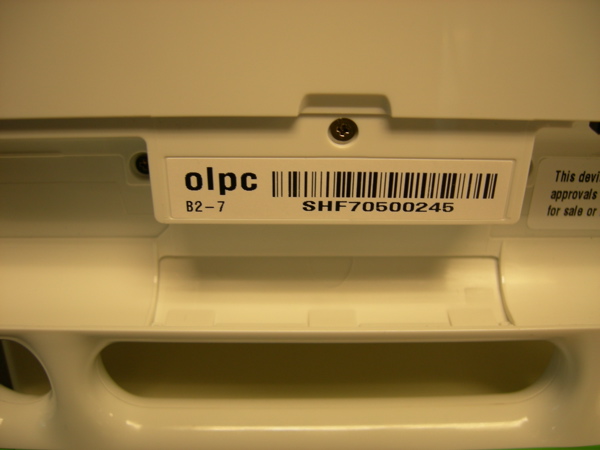 olpc
B2-7
SHF70500245
This devi
approvals
for sale or